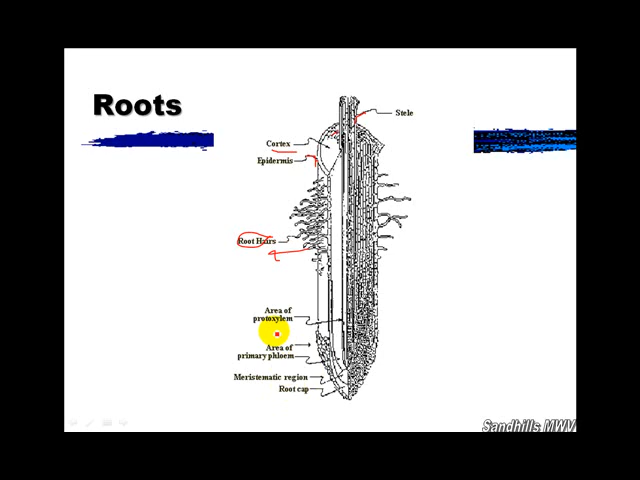 Roots
Stele
Cortex
Epidermis
Root Hairs
Area of
protoxylem
Area of
primary phloem
Meristematic region
Root cap
Sandhills MWV